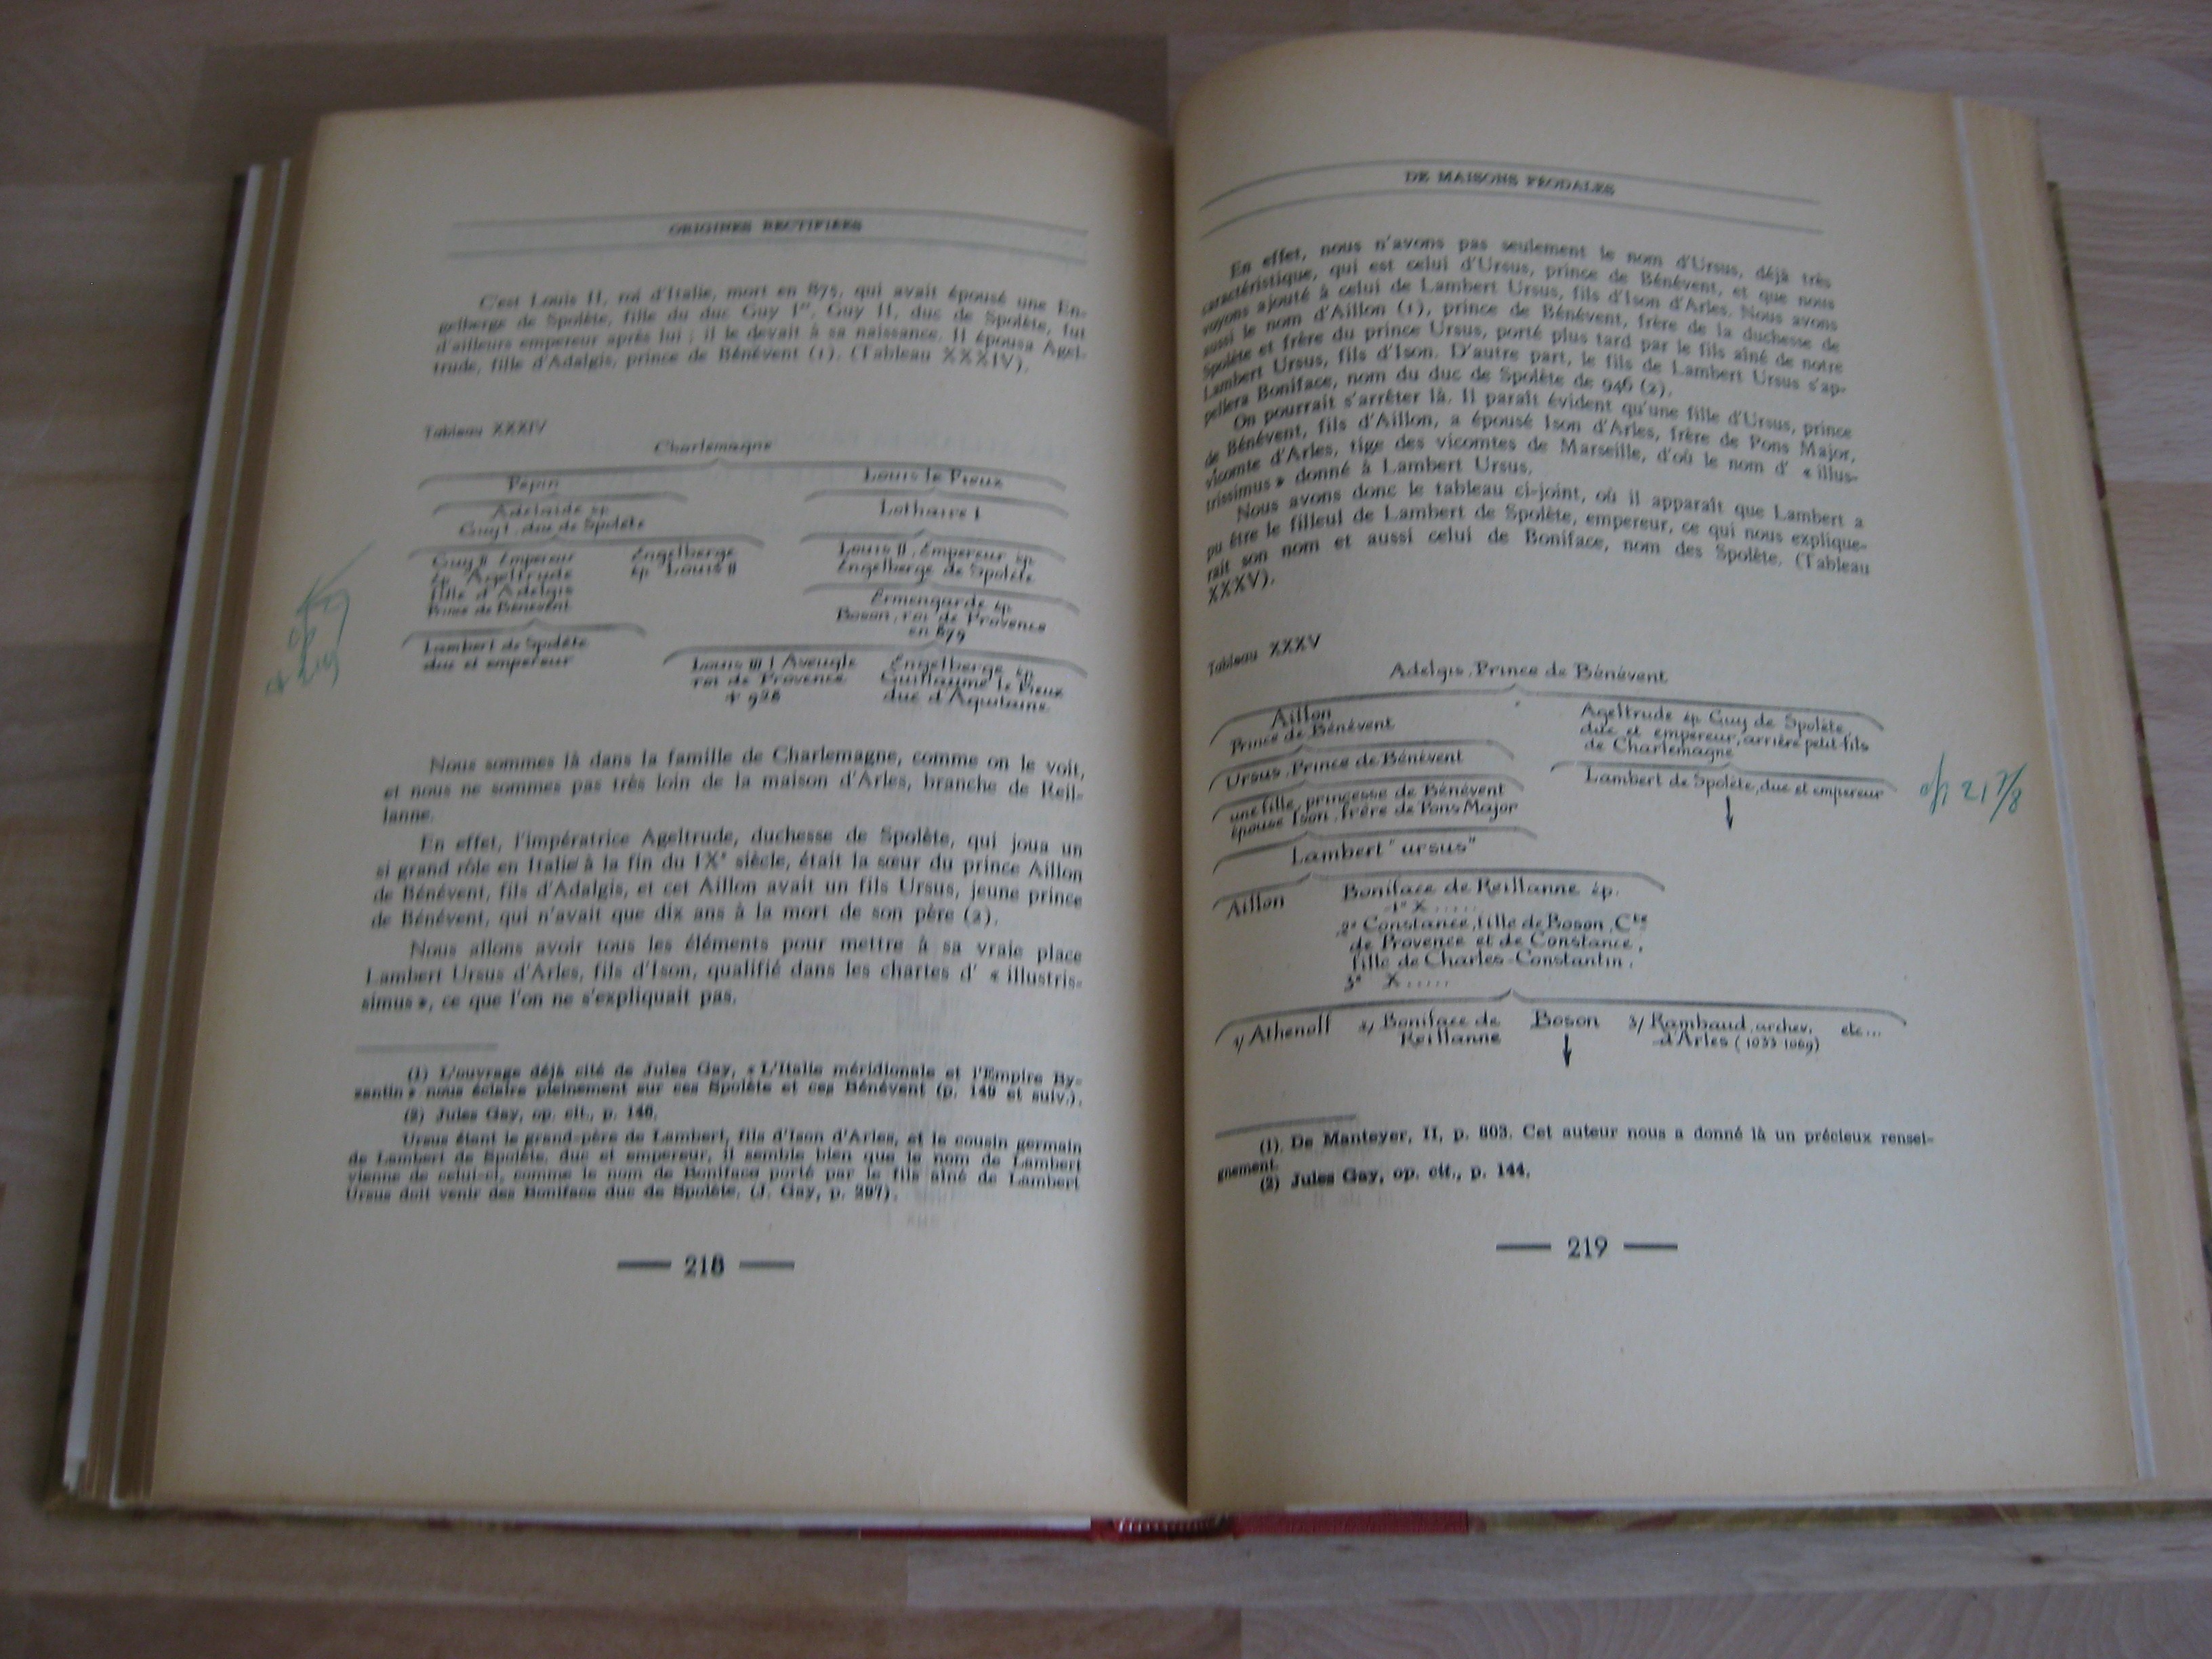 ORIGINES RECTIFIEES
C'est Louis II, roi d'Italie, mort en 875, qui avait épousé une En-
gelberge de Spolète, fille du duc Guy Ier. Guy II, duc de Spolète, fut
d'ailleurs empereur après lui ; il le devait à sa naissance. Il épousa Agel-
trude, fille d'Adalgis, prince de Bénévent (1). (Tableau XXXIV).
Tableau XXXIV
Charlemagne
Pépin
Louis le Pieux
Adelaïde ép
Guy I, duc de Spolète
Lothaire I
Guy II Empereur
ép. Ageltrude
fille d'Adelgis
Prince de Bénévent
Engelberge
ép. Louis II
Louis II, Empereur ép.
Engelberge de Spolète
Ermengarde ép.
Boson, roi de Provence
en 879
Lambert de Spolète
duc et empereur
Louis III l'Aveugle
roi de Provence
+ 928
Engelberge ép.
Guillaume le Pieux
duc d'Aquitaine
Nous sommes là dans la famille de Charlemagne, comme on le voit,
et nous ne sommes pas très loin de la maison d'Arles, branche de Reil-
lanne.
En effet, l'impératrice Ageltrude, duchesse de Spolète, qui joua un
si grand rôle en Italie à la fin du IXe siècle, était la sœur du prince Aillon
de Bénévent, fils d'Adalgis, et cet Aillon avait un fils Ursus, jeune prince
de Bénévent, qui n'avait que dix ans à la mort de son père (2).
Nous allons avoir tous les éléments pour mettre à sa vraie place
Lambert Ursus d'Arles, fils d'Ison, qualifié dans les chartes d' « illustris-
simus », ce que l'on ne s'expliquait pas.
(1) L'ouvrage déjà cité de Jules Gay, « L'Italie méridionale et l'Empire By-
zantin » nous éclaire pleinement sur ces Spolète et ces Bénévent (p. 149 et suiv.).
(2) Jules Gay, op. cit., p. 146.
Ursus étant le grand-père de Lambert, fils d'Ison d'Arles, et le cousin germain
de Lambert de Spolète, duc et empereur, il semble bien que le nom de Lambert
vienne de celui-ci, comme le nom de Boniface porté par le fils aîné de Lambert
Ursus doit venir des Boniface duc de Spolète. (J. Gay, p. 207).
218
DE MAISONS FÉODALES
En effet, nous n'avons pas seulement le nom d'Ursus, déjà très
caractéristique, qui est celui d'Ursus, prince de Bénévent, et que nous
voyons ajouté à celui de Lambert Ursus, fils d'Ison d'Arles. Nous avons
aussi le nom d'Aillon (1), prince de Bénévent, frère de la duchesse de
Spolète et frère du prince Ursus, porté plus tard par le fils aîné de notre
Lambert Ursus, fils d'Ison. D'autre part, le fils de Lambert Ursus s'ap-
pellera Boniface, nom du duc de Spolète de 946 (2).
On pourrait s'arrêter là. Il paraît évident qu'une fille d'Ursus, prince
de Bénévent, fils d'Aillon, a épousé Ison d'Arles, frère de Pons Major,
vicomte d'Arles, tige des vicomtes de Marseille, d'où le nom d' « illus-
trissimus » donné à Lambert Ursus.
Nous avons donc le tableau ci-joint, où il apparaît que Lambert a
pu être le filleul de Lambert de Spolète, empereur, ce qui nous explique-
rait son nom et aussi celui de Boniface, nom des Spolète. (Tableau
XXXV).
Tableau XXXV
Adelgis, Prince de Bénévent
Aillon
Prince de Bénévent
Ageltrude ép. Guy de Spolète,
duc et empereur, arrière petit-fils
de Charlemagne
Ursus, Prince de Bénévent
Lambert de Spolète, duc et empereur
217/8
une fille, princesse de Bénévent
épouse Ison, frère de Pons Major
Lambert "ursus"
Aillon
Boniface de Reillanne ép.
1° X.....
2° Constance, fille de Boson, Cte
de Provence et de Constance,
fille de Charles-Constantin,
3° X.....
1/ Athenolf
2/ Boniface de
Reillanne
Boson
3/ Rambaud, archev.
d'Arles (1033-1069)
etc...
(1). De Manteyer, II, p. 803. Cet auteur nous a donné là un précieux rensei-
gnement.
(2) Jules Gay, op. cit., p. 144.
219